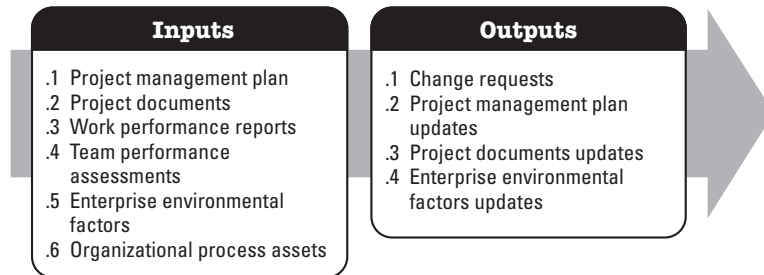 Inputs
.1 Project management plan
.2 Project documents
.3 Work performance reports
.4 Team performance
assessments
.5 Enterprise environmental
factors
.6 Organizational process assets
Outputs
.1 Change requests
.2 Project management plan
updates
.3 Project documents updates
.4 Enterprise environmental
factors updates